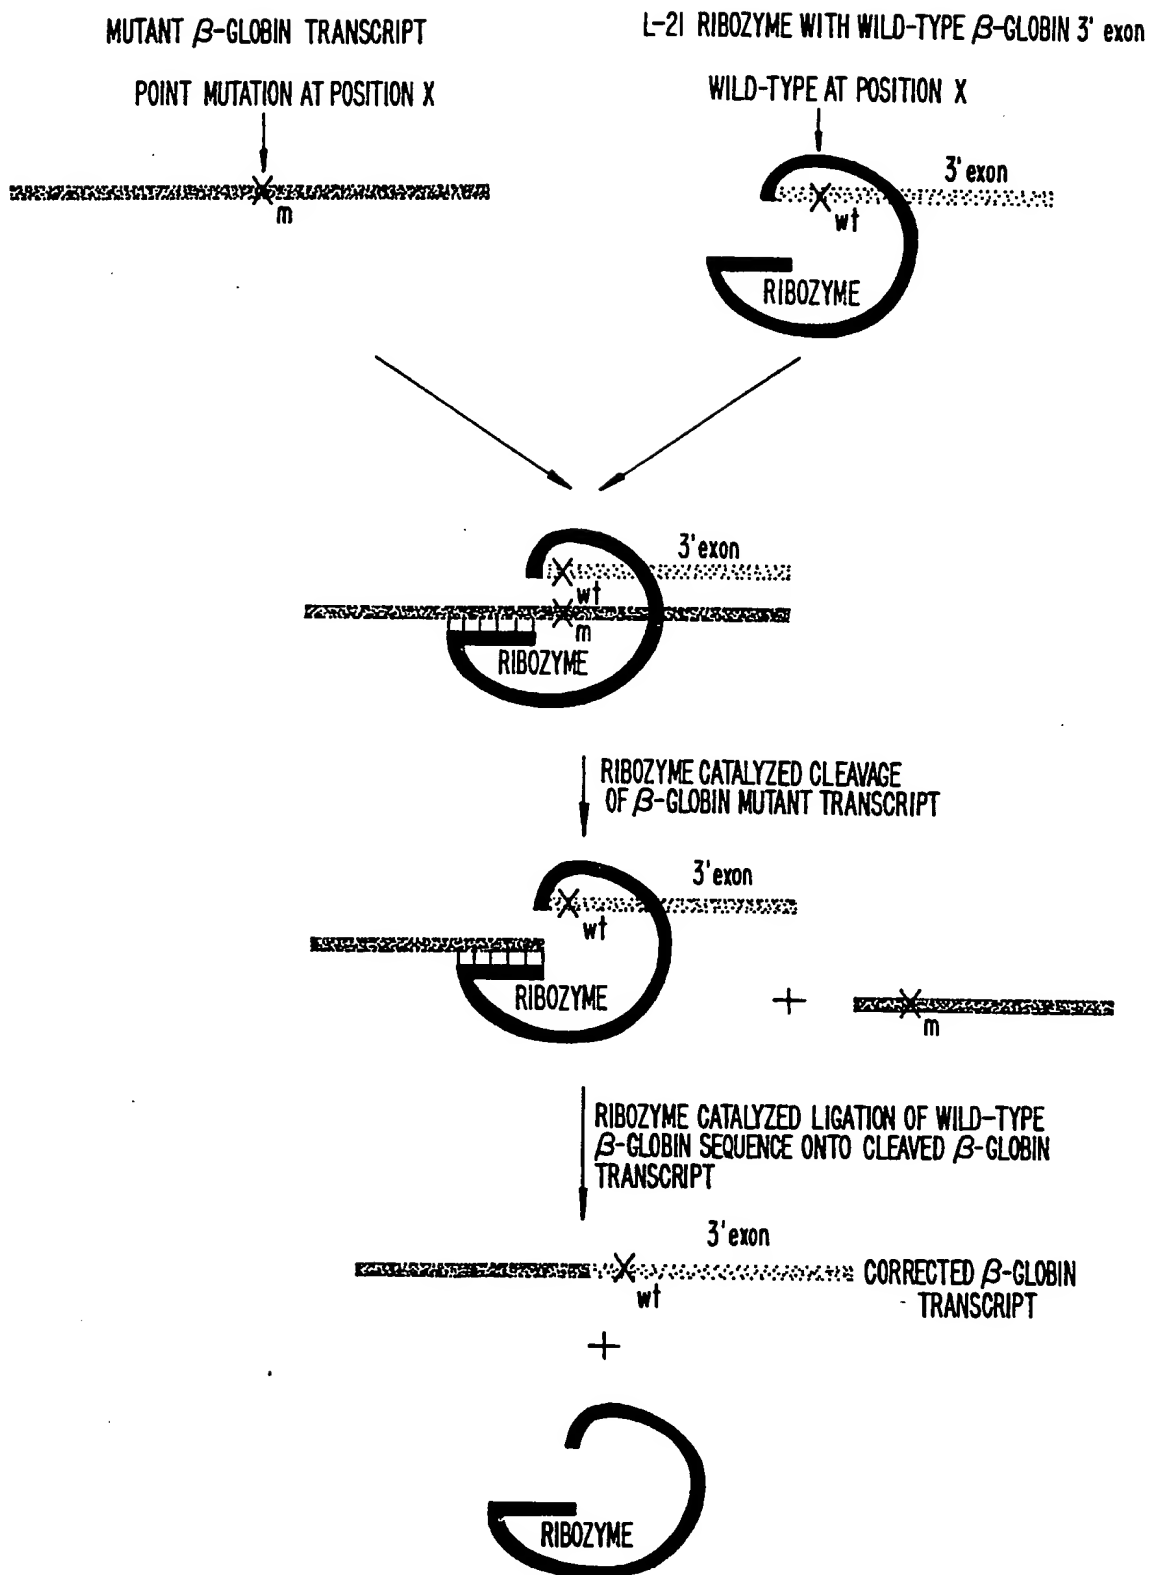 MUTANT β-GLOBIN TRANSCRIPT
L-21 RIBOZYME WITH WILD-TYPE β-GLOBIN 3' exon
POINT MUTATION AT POSITION X
WILD-TYPE AT POSITION X
m
3' exon
wt
RIBOZYME
3' exon
wt
m
RIBOZYME
RIBOZYME CATALYZED CLEAVAGE
OF β-GLOBIN MUTANT TRANSCRIPT
3' exon
wt
RIBOZYME
+
m
RIBOZYME CATALYZED LIGATION OF WILD-TYPE
β-GLOBIN SEQUENCE ONTO CLEAVED β-GLOBIN
TRANSCRIPT
3' exon
wt
CORRECTED β-GLOBIN
TRANSCRIPT
+
RIBOZYME